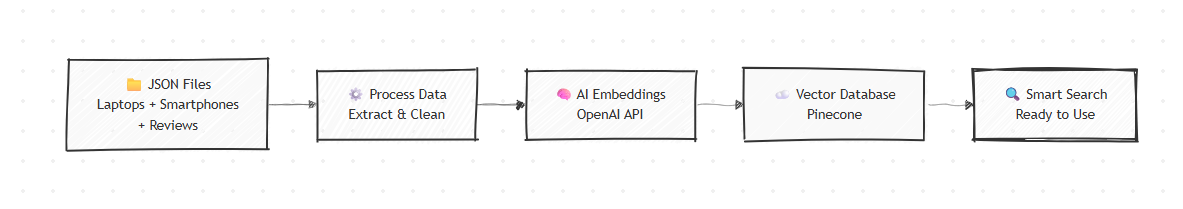 JSON Files
Laptops + Smartphones
+ Reviews
Process Data
Extract & Clean
AI Embeddings
OpenAI API
Vector Database
Pinecone
Smart Search
Ready to Use